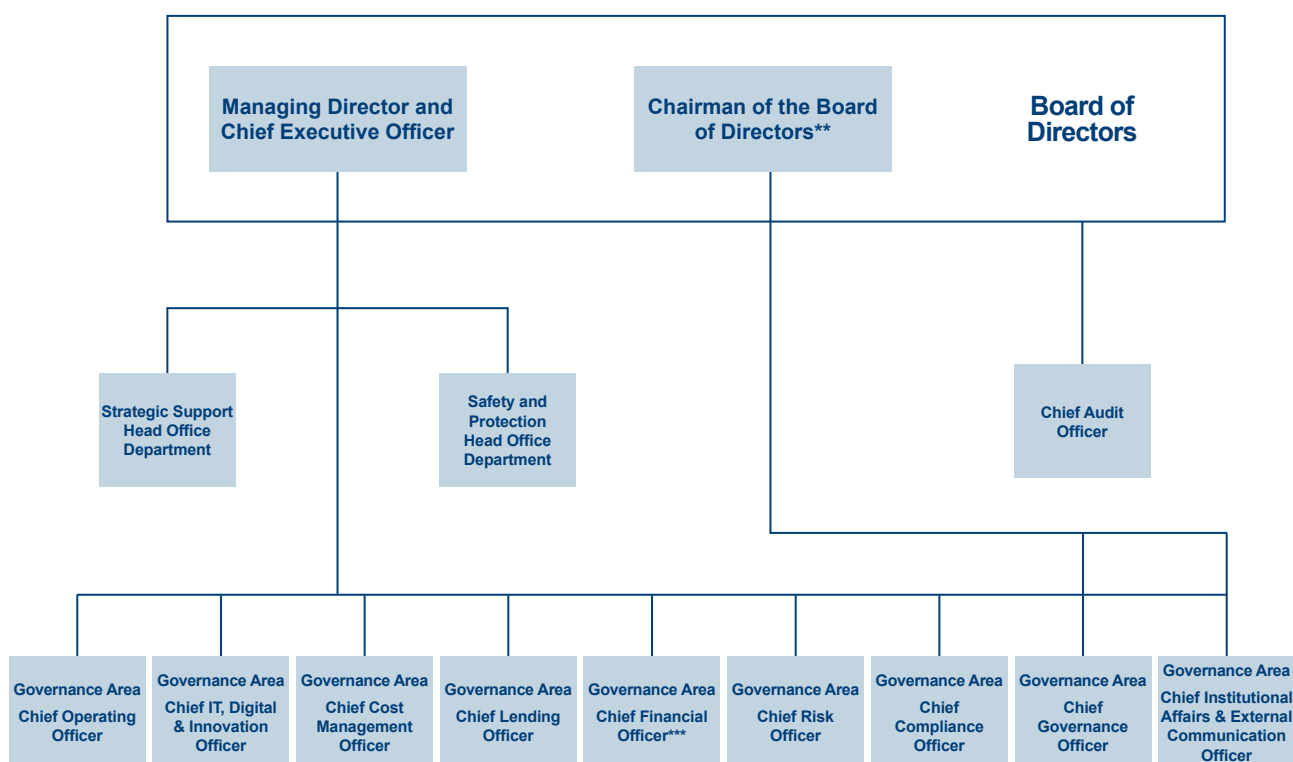 Managing Director and
Chief Executive Officer
Chairman of the Board
of Directors**
Board of
Directors
Strategic Support
Head Office
Department
Safety and
Protection
Head Office
Department
Chief Audit
Officer
Governance Area
Chief Operating
Officer
Governance Area
Chief IT, Digital
& Innovation
Officer
Governance Area
Chief Cost
Management
Officer
Governance Area
Chief Lending
Officer
Governance Area
Chief Financial
Officer***
Governance Area
Chief Risk
Officer
Governance Area
Chief
Compliance
Officer
Governance Area
Chief
Governance
Officer
Governance Area
Chief Institutional
Affairs & External
Communication
Officer